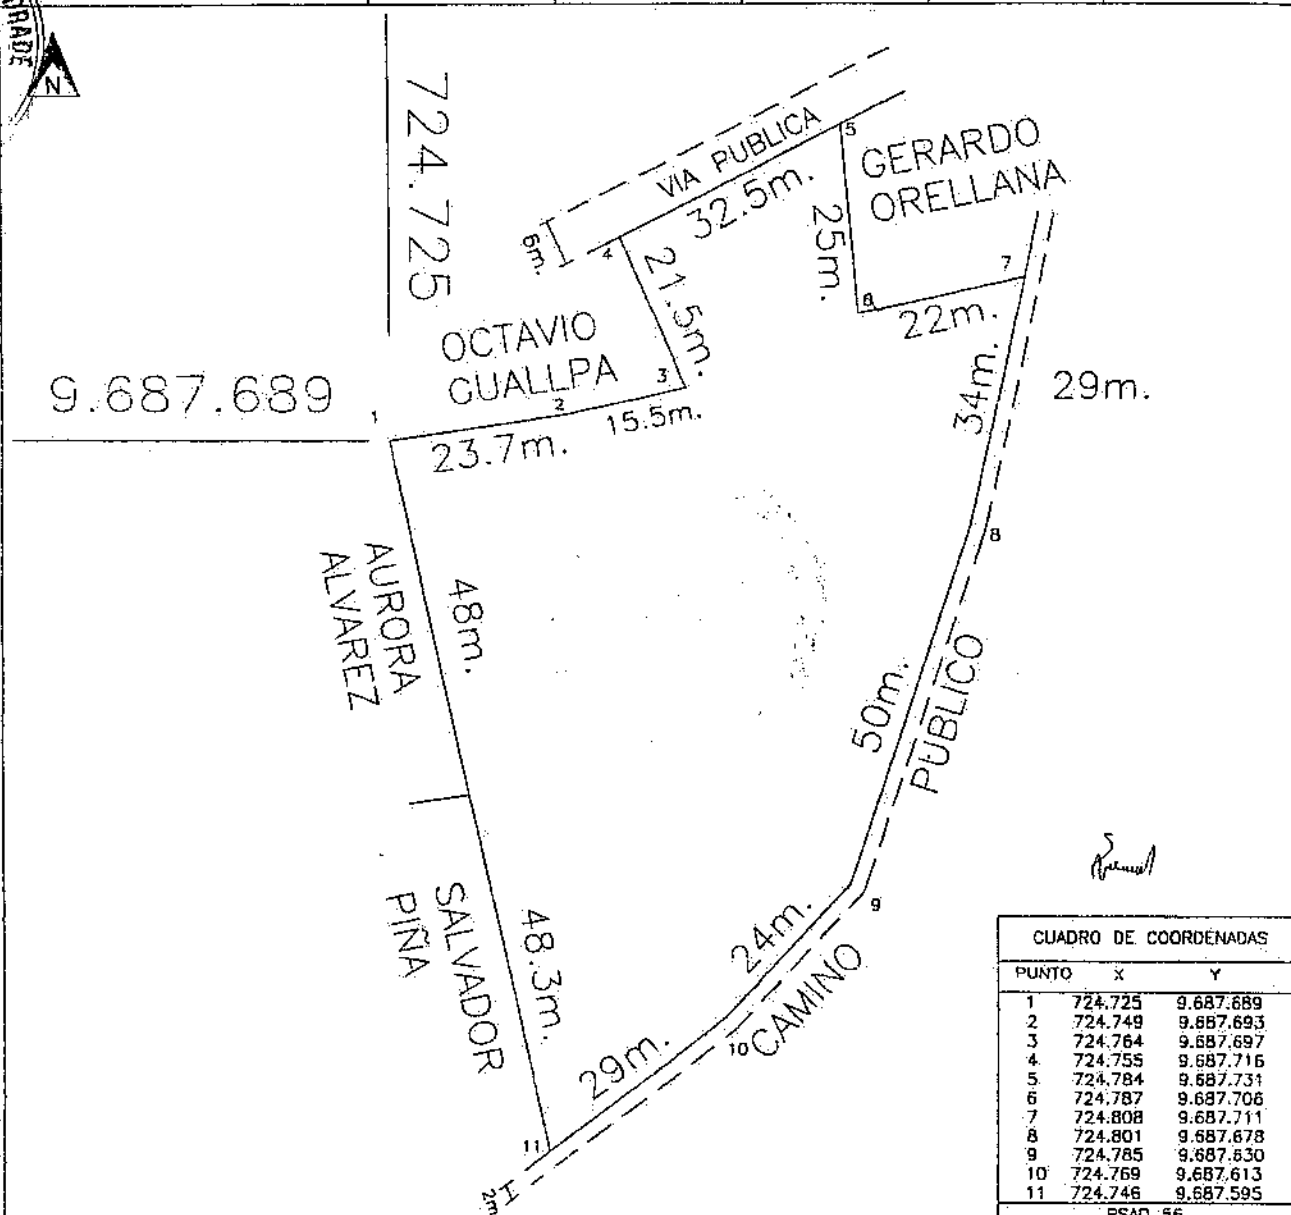 RADE
N
724.725
VIA PUBLICA
5
GERARDO
ORELLANA
32.5m.
6m.
4
21.5m.
25m.
7
6
22m.
OCTAVIO
GUALLPA
3
9.687.689
1
2
15.5m.
23.7m.
34m.
29m.
8
AURORA
ALVAREZ
48m.
50m.
PUBLICO
SALVADOR
PIÑA
48.3m.
24m.
9
CAMINO
10
29m.
11
2m
CUADRO DE COORDENADAS
PUNTO X Y
1 724.725 9.687.689
2 724.749 9.687.693
3 724.764 9.687.697
4 724.755 9.687.716
5 724.784 9.687.731
6 724.787 9.687.706
7 724.808 9.687.711
8 724.801 9.687.678
9 724.785 9.687.630
10 724.769 9.687.613
11 724.746 9.687.595
PSAD 56